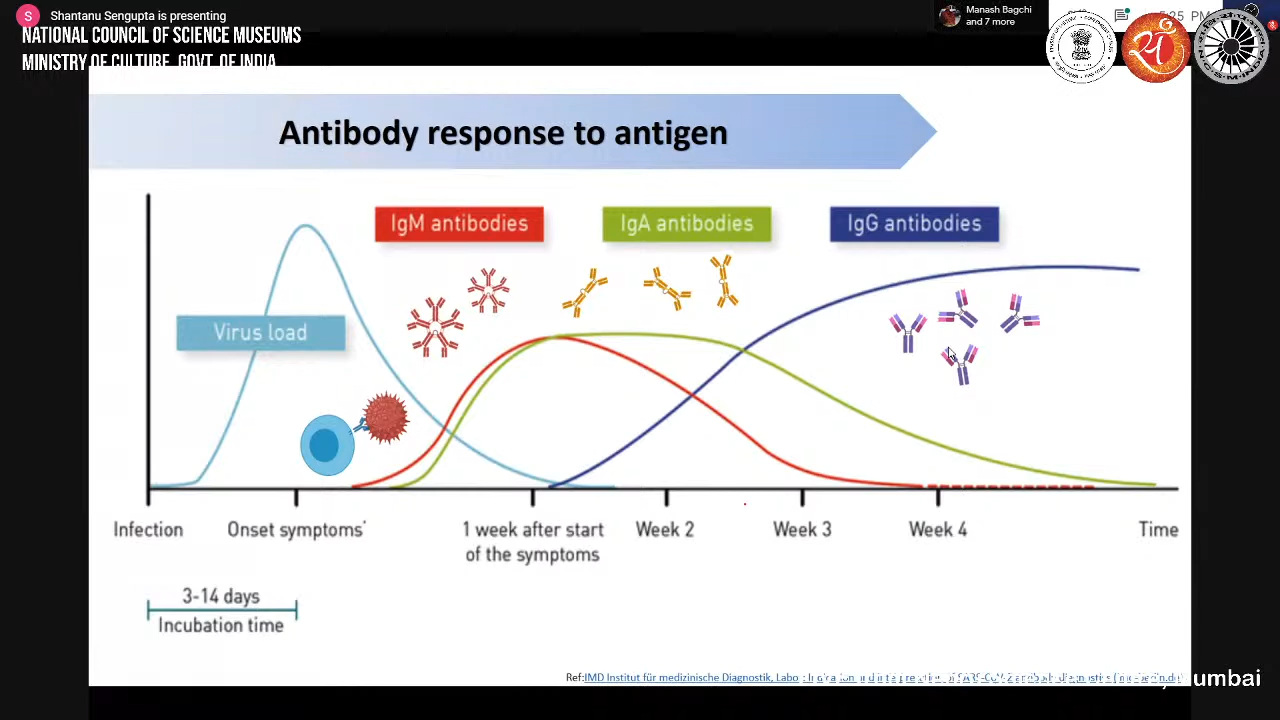 Shantanu Sengupta is presenting
Manash Bagchi
and 7 more
PM
NATIONAL COUNCIL OF SCIENCE MUSEUMS
MINISTRY OF CULTURE, GOVT. OF INDIA
Antibody response to antigen
IgM antibodies
IgA antibodies
IgG antibodies
Virus load
Infection
Onset symptoms'
1 week after start
of the symptoms
Week 2
Week 3
Week 4
Time
3-14 days
Incubation time
Ref:IMD Institut für medizinische Diagnostik, Labo
Mumbai